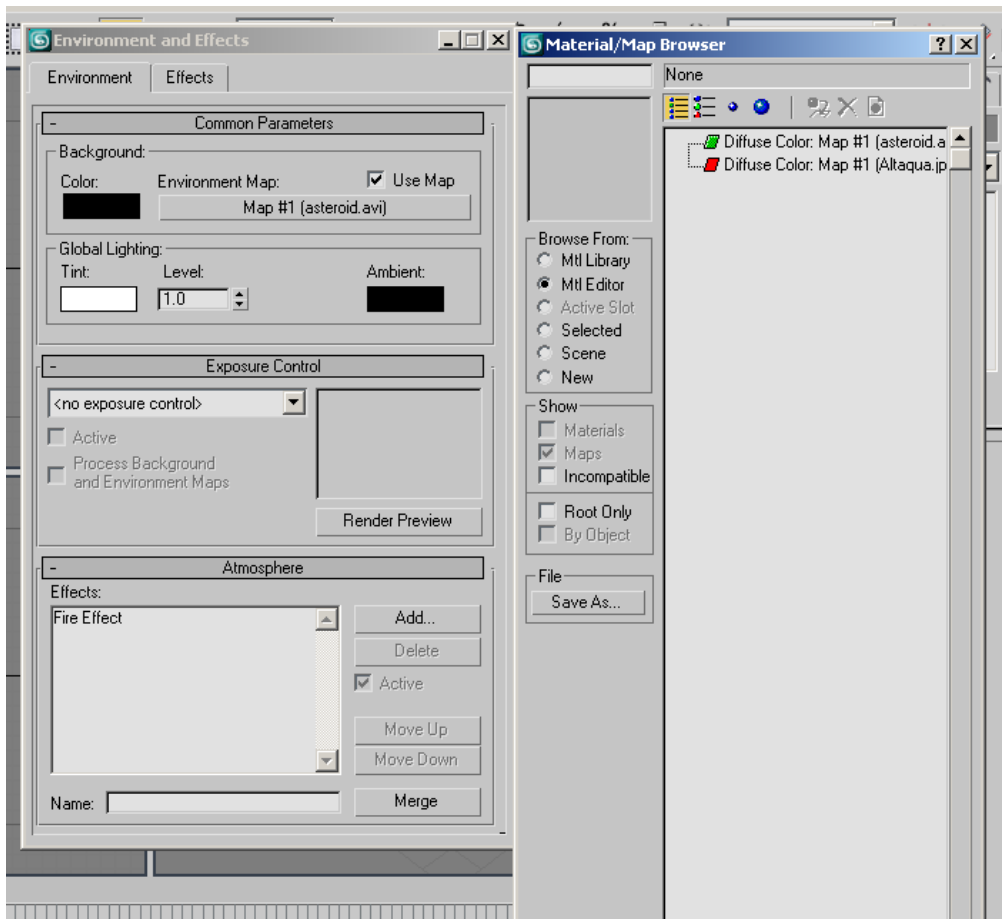 Environment and Effects
Environment Effects
- Common Parameters
Background:
Color: Environment Map: Use Map
Map #1 (asteroid.avi)
Global Lighting:
Tint: Level: Ambient:
1.0
- Exposure Control
<no exposure control>
Active
Process Background
and Environment Maps
Render Preview
- Atmosphere
Effects:
Fire Effect
Add...
Delete
Active
Move Up
Move Down
Name: Merge
Material/Map Browser
None
Diffuse Color: Map #1 (asteroid.a
Diffuse Color: Map #1 (Altaqua.jp
Browse From:
Mtl Library
Mtl Editor
Active Slot
Selected
Scene
New
Show
Materials
Maps
Incompatible
Root Only
By Object
File
Save As...